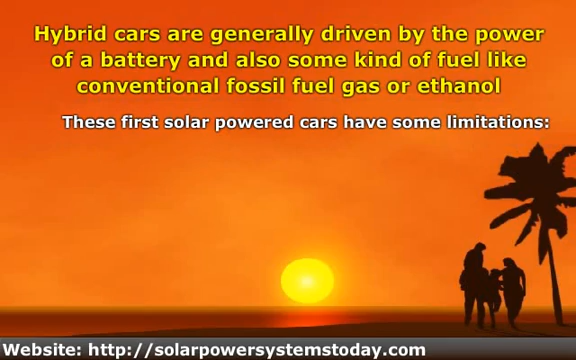 Hybrid cars are generally driven by the power
of a battery and also some kind of fuel like
conventional fossil fuel gas or ethanol
These first solar powered cars have some limitations:
Website: http://solarpowersystemstoday.com